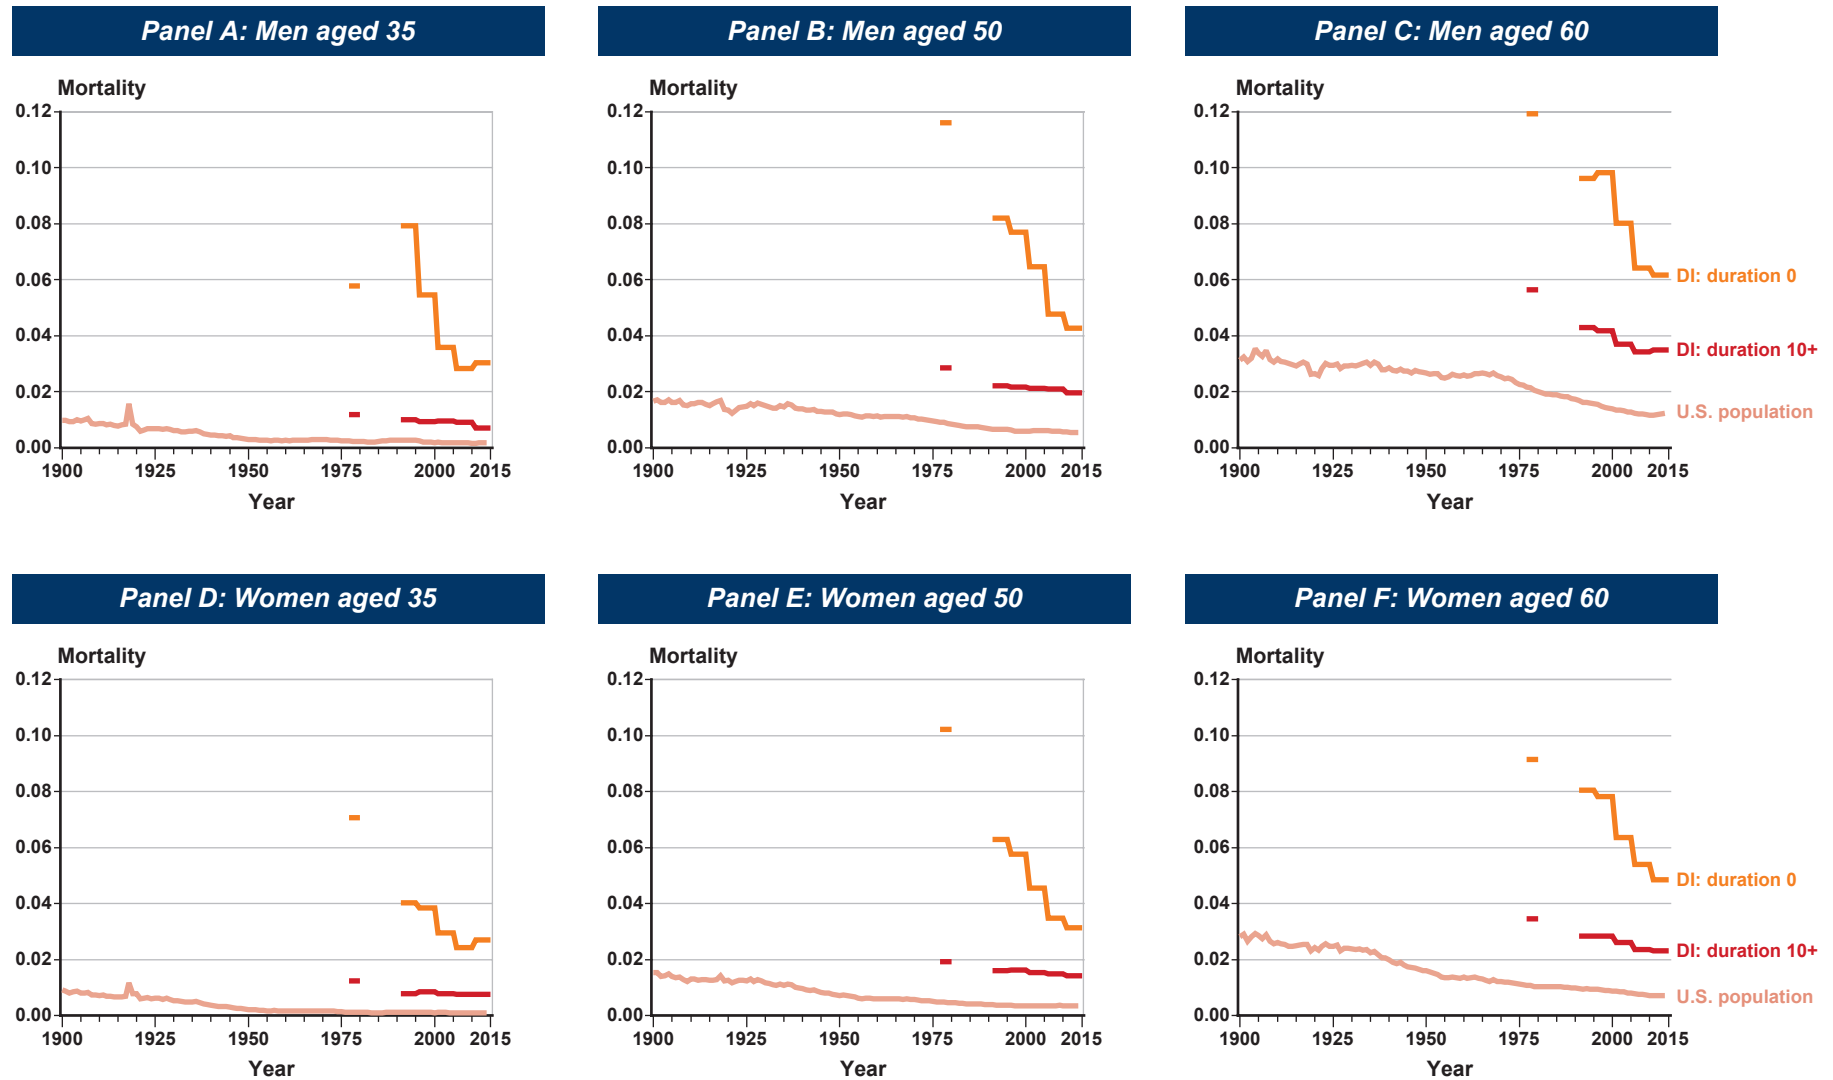 Panel A: Men aged 35
Mortality
0.12
0.10
0.08
0.06
0.04
0.02
0.00
1900 1925 1950 1975 2000 2015
Year
Panel B: Men aged 50
Mortality
0.12
0.10
0.08
0.06
0.04
0.02
0.00
1900 1925 1950 1975 2000 2015
Year
Panel C: Men aged 60
Mortality
0.12
0.10
0.08
0.06
0.04
0.02
0.00
1900 1925 1950 1975 2000 2015
Year
DI: duration 0
DI: duration 10+
U.S. population
Panel D: Women aged 35
Mortality
0.12
0.10
0.08
0.06
0.04
0.02
0.00
1900 1925 1950 1975 2000 2015
Year
Panel E: Women aged 50
Mortality
0.12
0.10
0.08
0.06
0.04
0.02
0.00
1900 1925 1950 1975 2000 2015
Year
Panel F: Women aged 60
Mortality
0.12
0.10
0.08
0.06
0.04
0.02
0.00
1900 1925 1950 1975 2000 2015
Year
DI: duration 0
DI: duration 10+
U.S. population